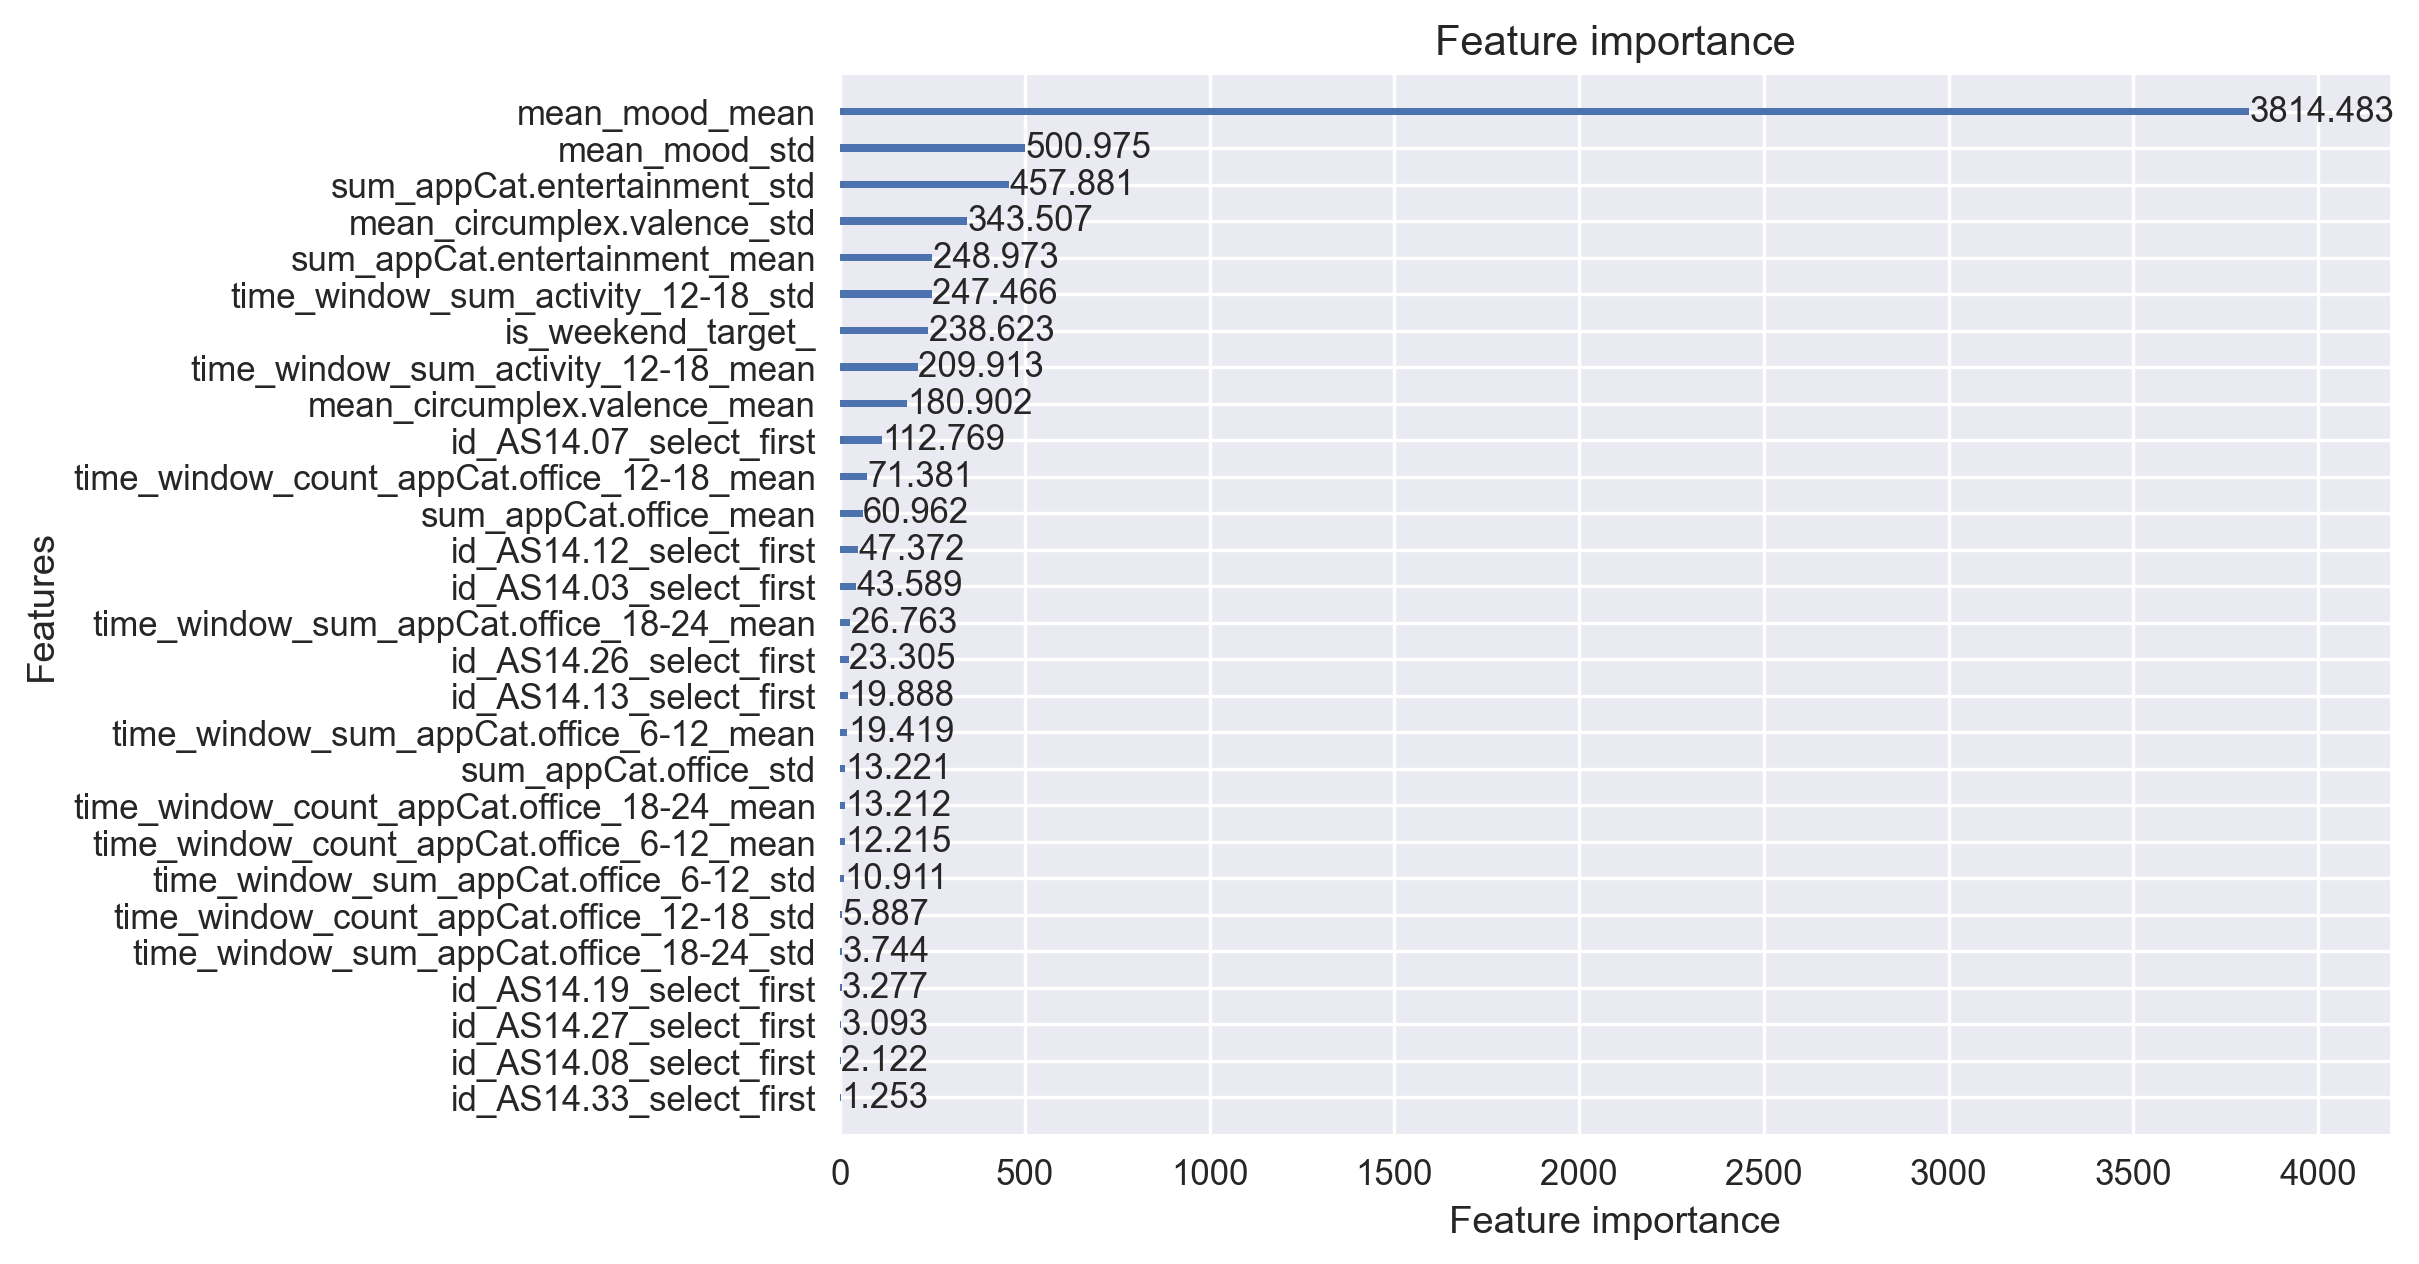 Feature importance
mean_mood_mean 3814.483
mean_mood_std 500.975
sum_appCat.entertainment_std 457.881
mean_circumplex.valence_std 343.507
sum_appCat.entertainment_mean 248.973
time_window_sum_activity_12-18_std 247.466
is_weekend_target_ 238.623
time_window_sum_activity_12-18_mean 209.913
mean_circumplex.valence_mean 180.902
id_AS14.07_select_first 112.769
time_window_count_appCat.office_12-18_mean 71.381
sum_appCat.office_mean 60.962
id_AS14.12_select_first 47.372
id_AS14.03_select_first 43.589
time_window_sum_appCat.office_18-24_mean 26.763
id_AS14.26_select_first 23.305
id_AS14.13_select_first 19.888
time_window_sum_appCat.office_6-12_mean 19.419
sum_appCat.office_std 13.221
time_window_count_appCat.office_18-24_mean 13.212
time_window_count_appCat.office_6-12_mean 12.215
time_window_sum_appCat.office_6-12_std 10.911
time_window_count_appCat.office_12-18_std 5.887
time_window_sum_appCat.office_18-24_std 3.744
id_AS14.19_select_first 3.277
id_AS14.27_select_first 3.093
id_AS14.08_select_first 2.122
id_AS14.33_select_first 1.253
Features
0 500 1000 1500 2000 2500 3000 3500 4000
Feature importance